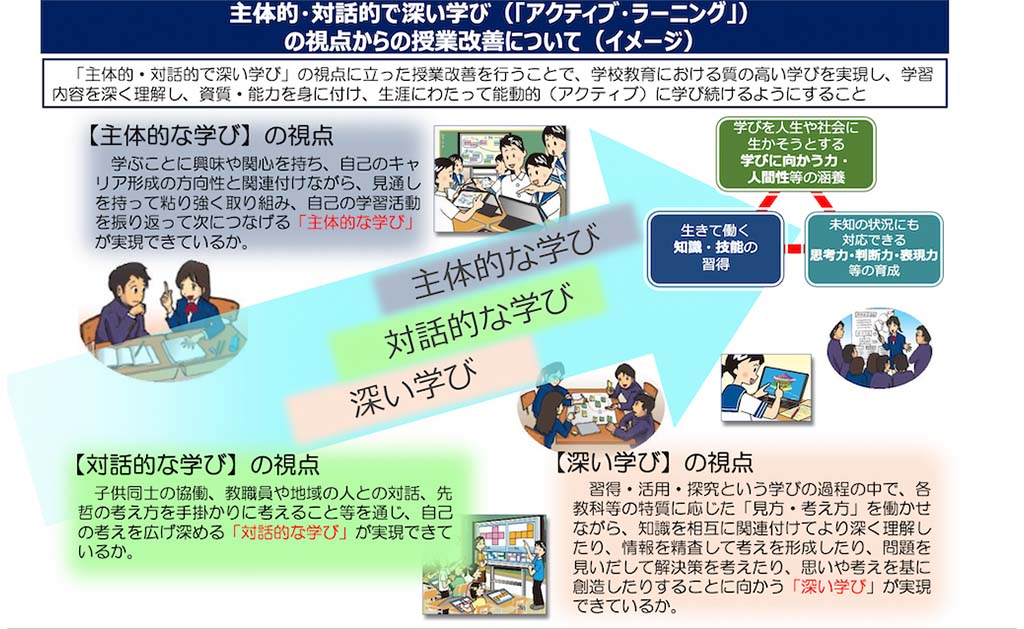 主体的・対話的で深い学び（「アクティブ・ラーニング」）
の視点からの授業改善について（イメージ）
「主体的・対話的で深い学び」の視点に立った授業改善を行うことで、学校教育における質の高い学びを実現し、学習
内容を深く理解し、資質・能力を身に付け、生涯にわたって能動的（アクティブ）に学び続けるようにすること
【主体的な学び】の視点
学ぶことに興味や関心を持ち、自己のキャ
リア形成の方向性と関連付けながら、見通し
を持って粘り強く取り組み、自己の学習活動
を振り返って次につなげる「主体的な学び」
が実現できているか。
学びを人生や社会に
生かそうとする
学びに向かう力・
人間性等の涵養
生きて働く
知識・技能の
習得
未知の状況にも
対応できる
思考力・判断力・表現力
等の育成
主体的な学び
対話的な学び
深い学び
【対話的な学び】の視点
子供同士の協働、教職員や地域の人との対話、先
哲の考え方を手掛かりに考えること等を通じ、自己
の考えを広げ深める「対話的な学び」が実現できて
いるか。
【深い学び】の視点
習得・活用・探究という学びの過程の中で、各
教科等の特質に応じた「見方・考え方」を働かせ
ながら、知識を相互に関連付けてより深く理解し
たり、情報を精査して考えを形成したり、問題を
見いだして解決策を考えたり、思いや考えを基に
創造したりすることに向かう「深い学び」が実現
できているか。